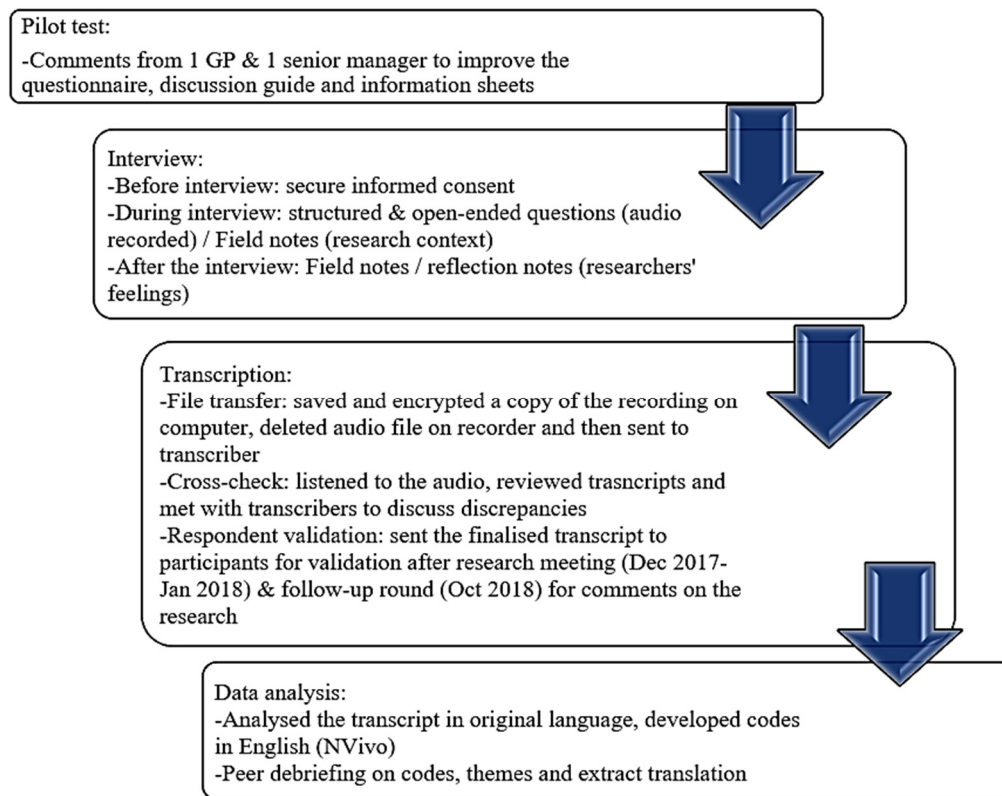 Pilot test:
-Comments from 1 GP & 1 senior manager to improve the
questionnaire, discussion guide and information sheets
Interview:
-Before interview: secure informed consent
-During interview: structured & open-ended questions (audio
recorded) / Field notes (research context)
-After the interview: Field notes / reflection notes (researchers'
feelings)
Transcription:
-File transfer: saved and encrypted a copy of the recording on
computer, deleted audio file on recorder and then sent to
transcriber
-Cross-check: listened to the audio, reviewed trasncripts and
met with transcribers to discuss discrepancies
-Respondent validation: sent the finalised transcript to
participants for validation after research meeting (Dec 2017-
Jan 2018) & follow-up round (Oct 2018) for comments on the
research
Data analysis:
-Analysed the transcript in original language, developed codes
in English (NVivo)
-Peer debriefing on codes, themes and extract translation